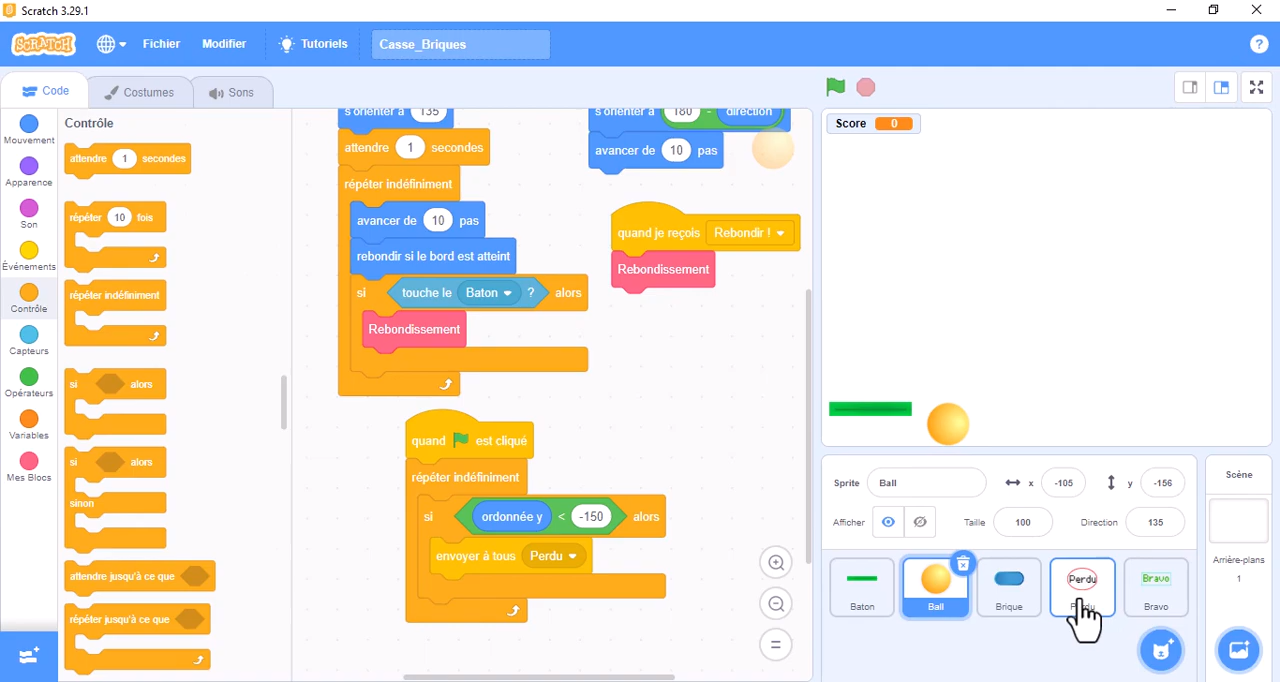 Scratch 3.29.1
SCRATCH Fichier Modifier Tutoriels Casse_Briques ?
Code Costumes Sons
Mouvement
Apparence
Son
Événements
Contrôle
Capteurs
Opérateurs
Variables
Mes Blocs
Contrôle
attendre 1 secondes
répéter 10 fois
répéter indéfiniment
si alors
si alors
sinon
attendre jusqu'à ce que
répéter jusqu'à ce que
s'orienter à 135
attendre 1 secondes
répéter indéfiniment
avancer de 10 pas
rebondir si le bord est atteint
si touche le Baton ? alors
Rebondissement
s'orienter à 180 - direction
avancer de 10 pas
quand je reçois Rebondir !
Rebondissement
quand est cliqué
répéter indéfiniment
si ordonnée y < -150 alors
envoyer à tous Perdu
Score 0
Sprite Ball x -105 y -156
Afficher Taille 100 Direction 135
Baton
Ball
Brique
Perdu
Bravo
Bravo
Scène
Arrière-plans
1